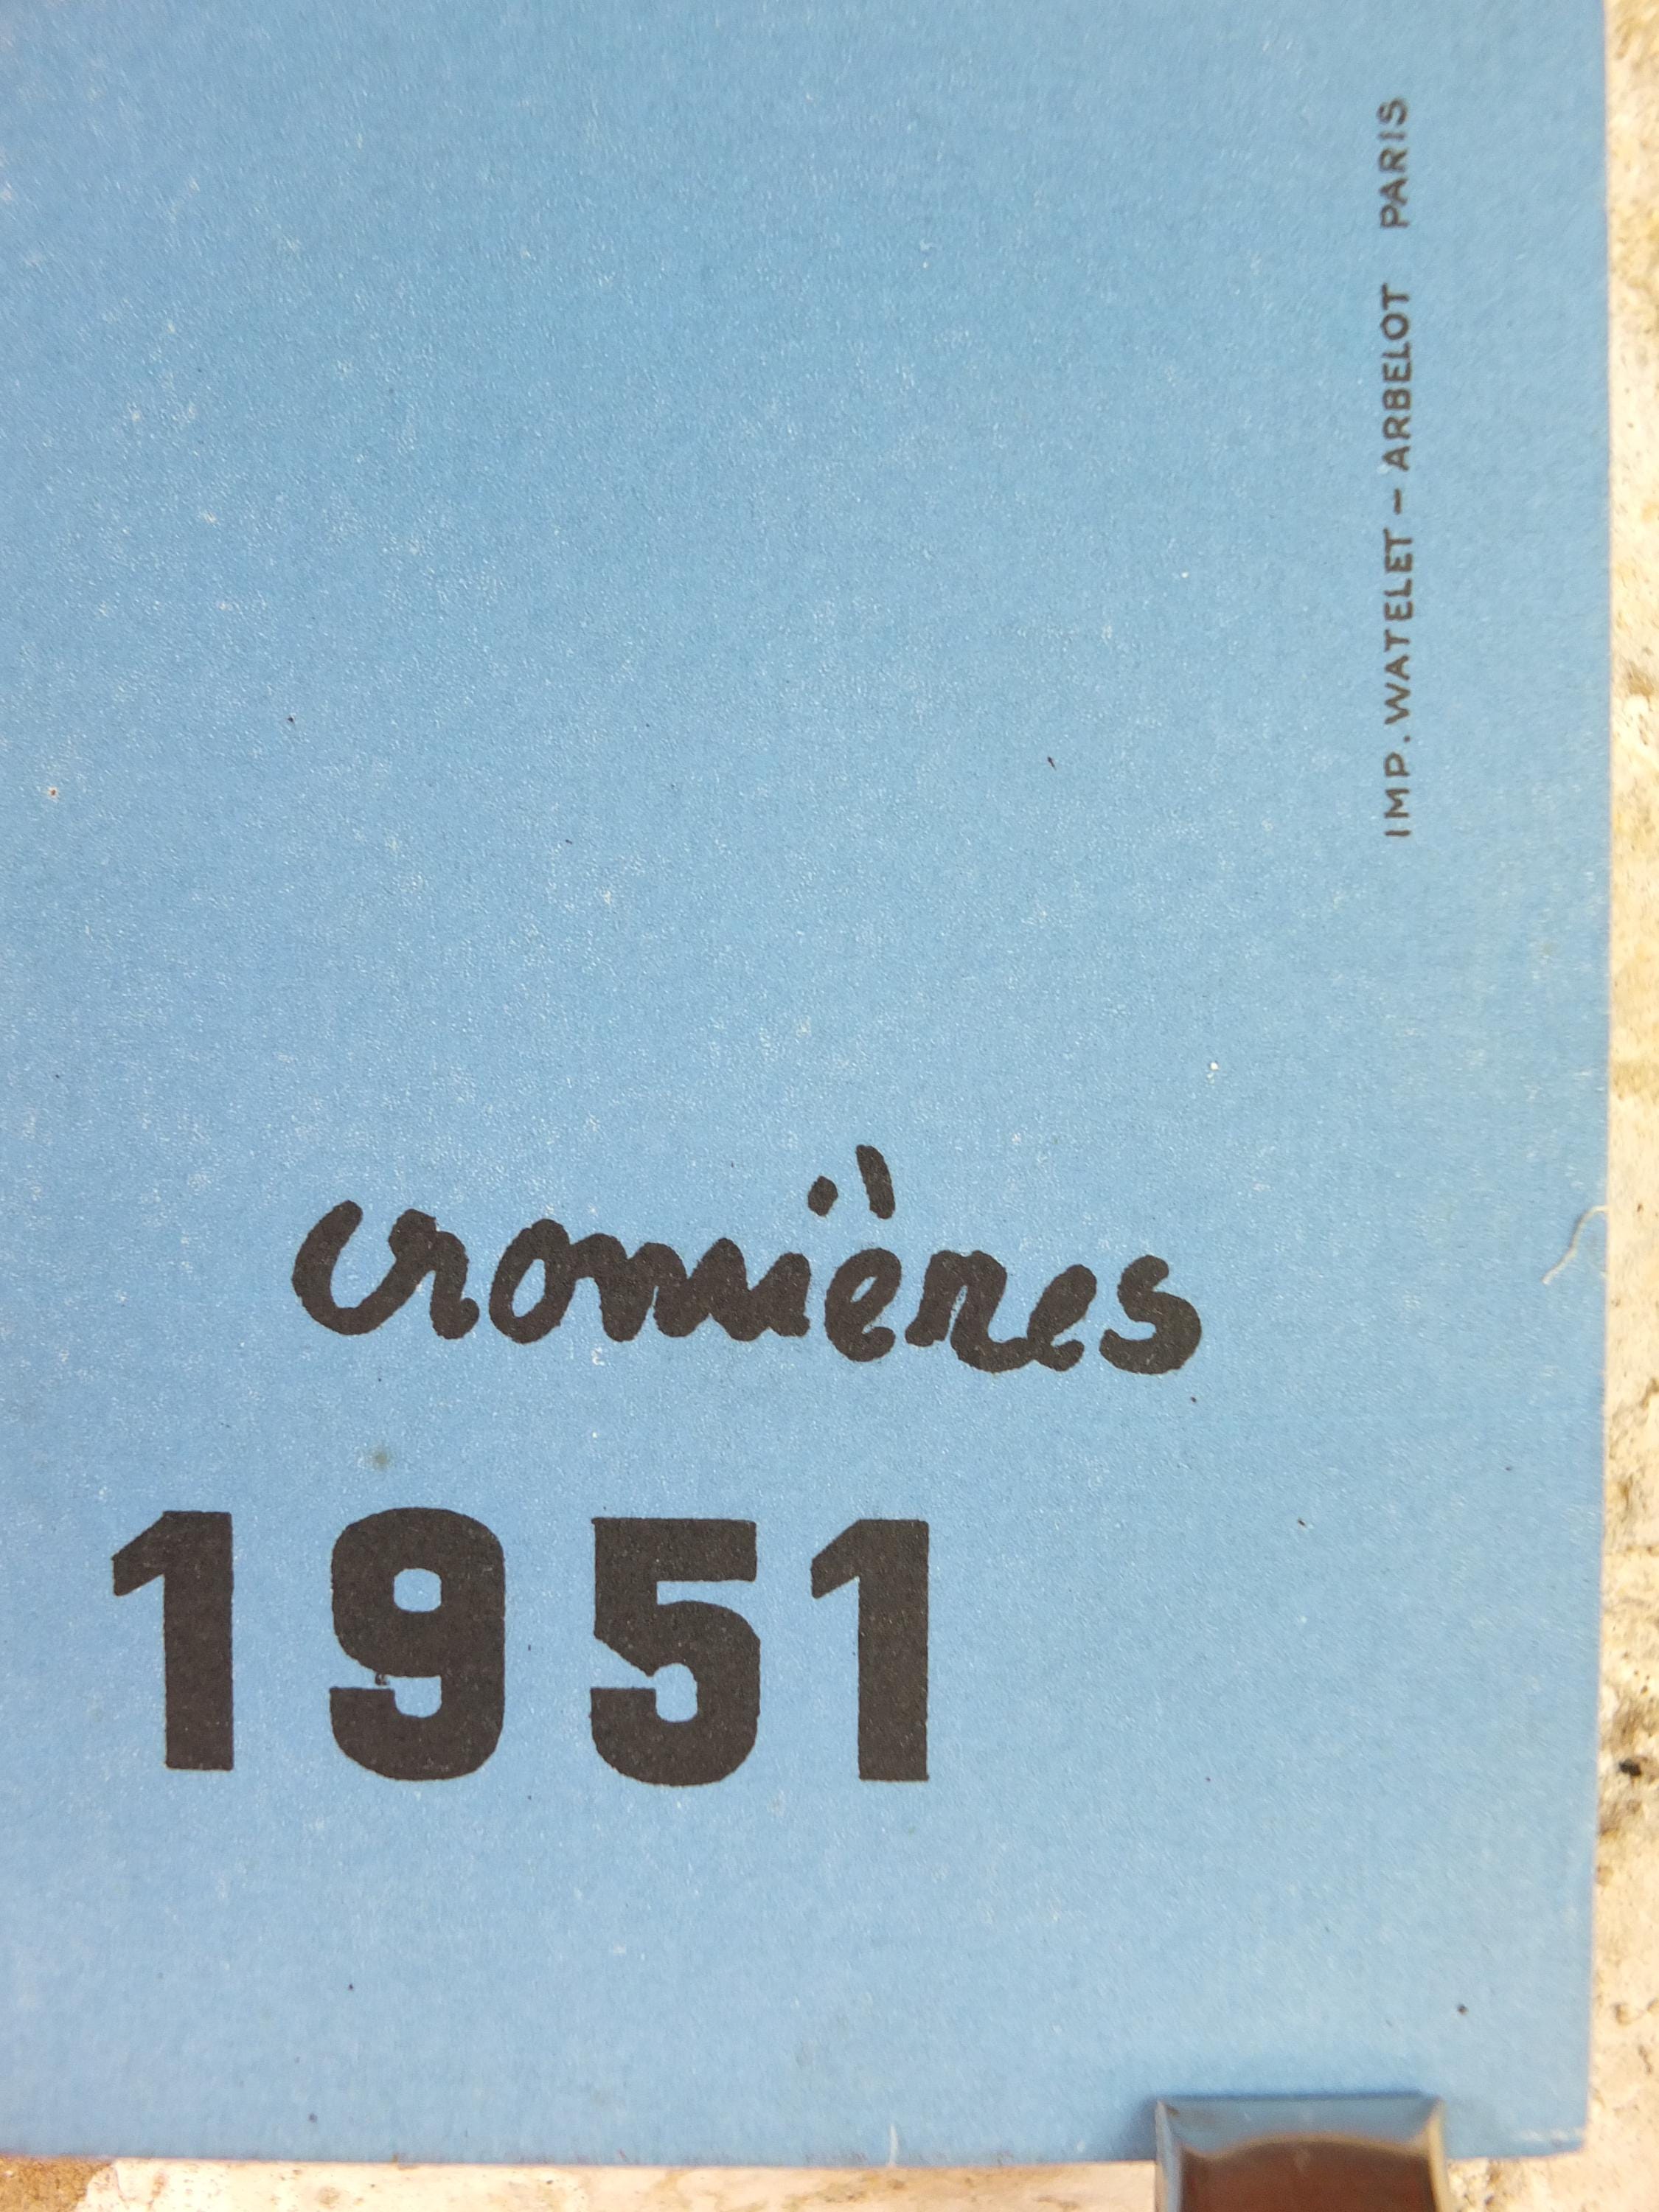 IMP. WATELET – ARBELOT PARIS
cromières
1951